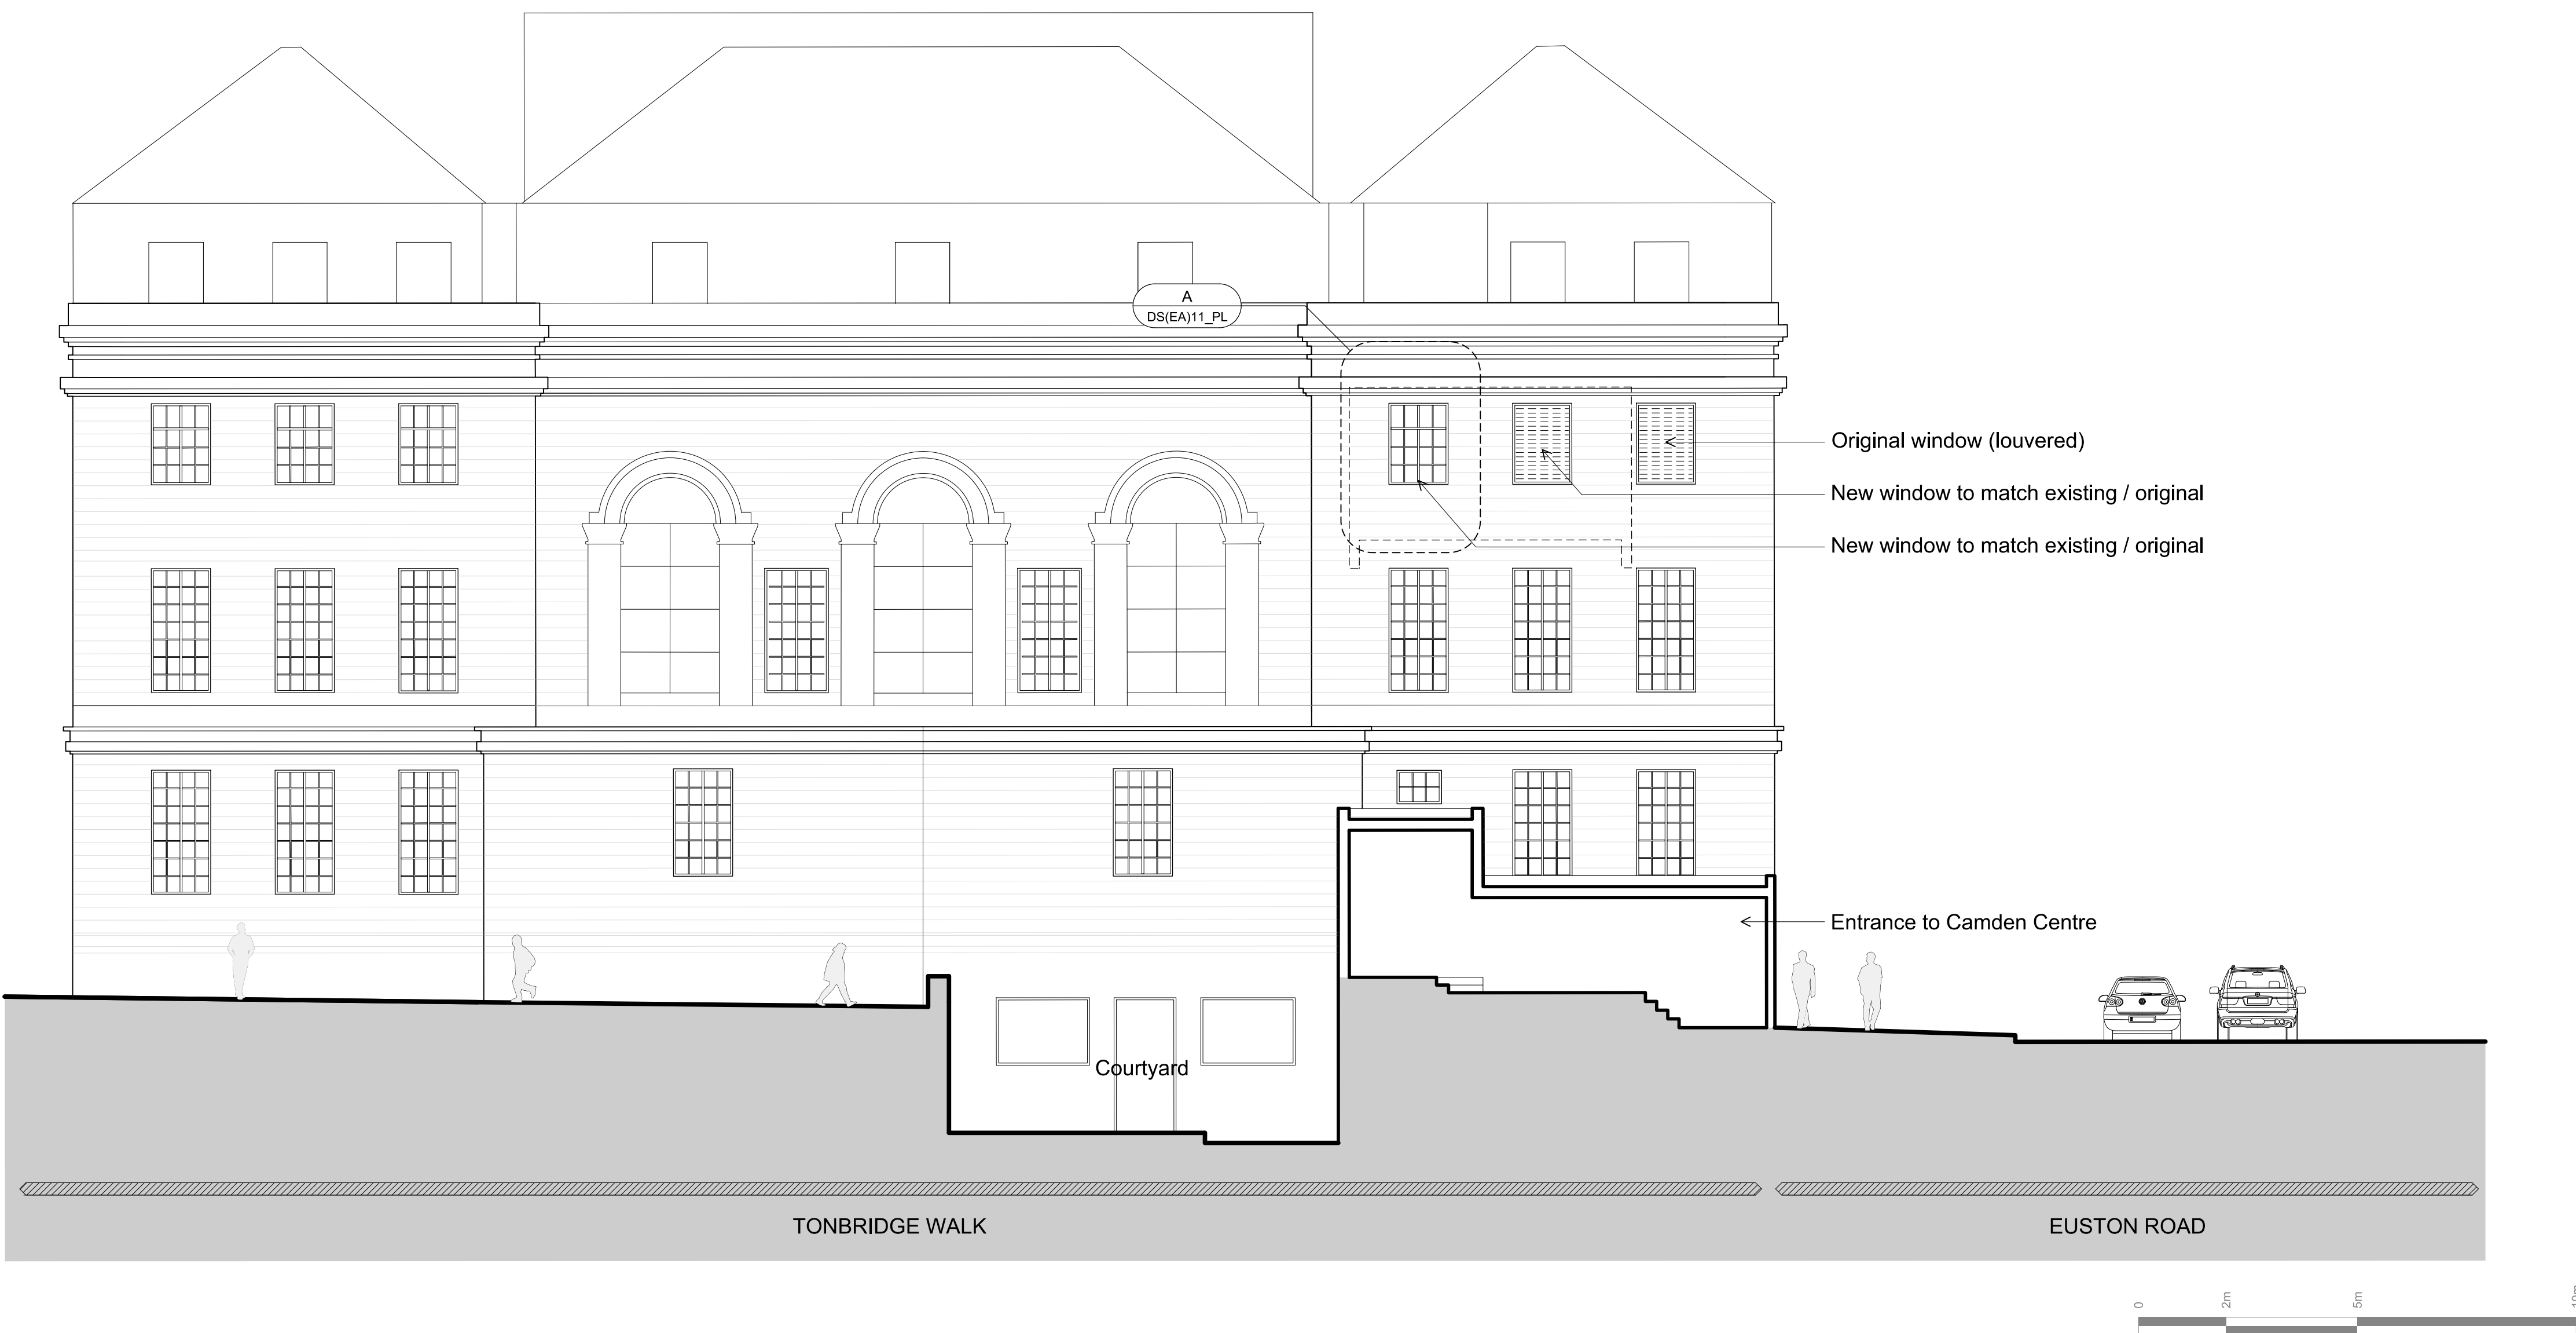 A
DS(EA)11_PL
Original window (louvered)
New window to match existing / original
New window to match existing / original
Entrance to Camden Centre
Courtyard
TONBRIDGE WALK
EUSTON ROAD
0
2m
5m
10m